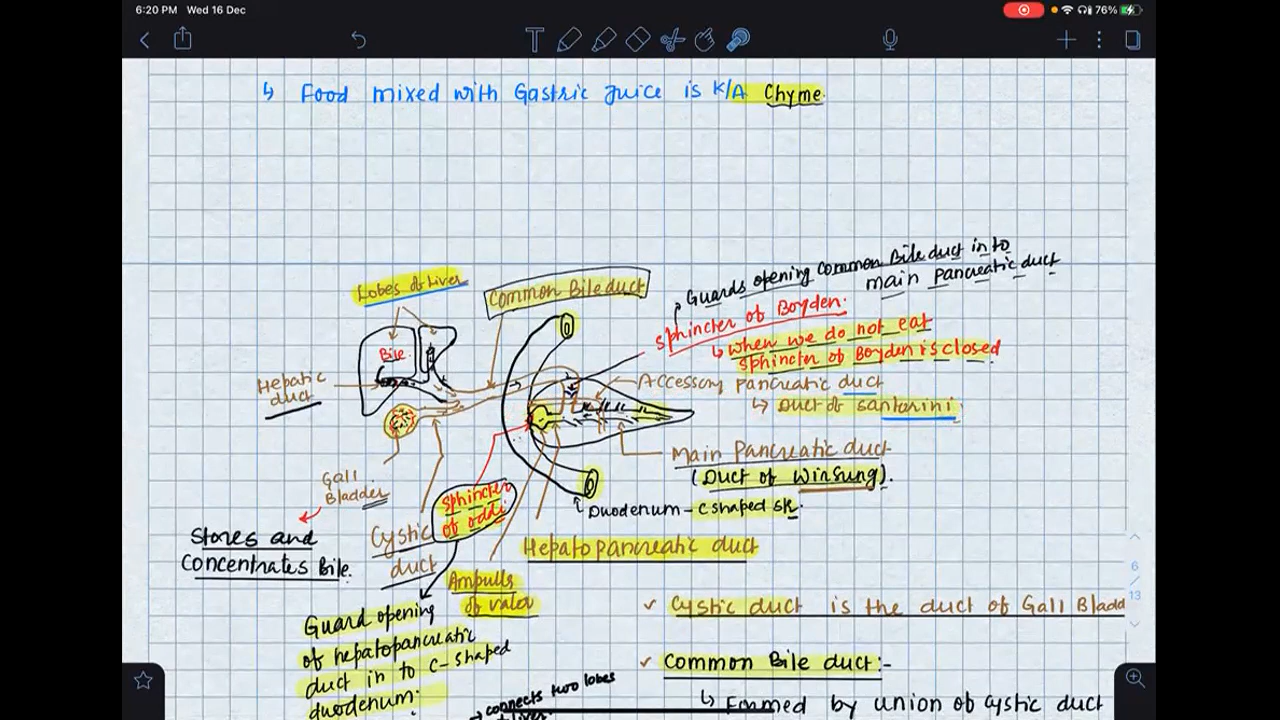 6:20 PM Wed 16 Dec
76%
↳ Food mixed with Gastric Juice is K/A Chyme.
Guards opening Common Bile duct in to
main pancreatic duct
Lobes of Liver
Common Bile duct
Sphincter of Boyden.
↳ when we do not eat
sphincter of Boyden is closed
Bile
Hepatic
duct
Accessory pancreatic duct
↳ Duct of santorini
Main Pancreatic duct
(Duct of Wirsung).
Gall
Bladder
Sphincter
of oddi
Duodenum - C shaped
Stores and
Concentrates Bile.
Cystic
duct
Hepatopancreatic duct
Ampulls
of vater
Guard opening
of hepatopancreatic
duct in to C-shaped
duodenum.
✓ Cystic duct is the duct of Gall Bladd
6
/
13
✓ Common Bile duct:-
→ connects two lobes
↳ Formed by union of cystic duct